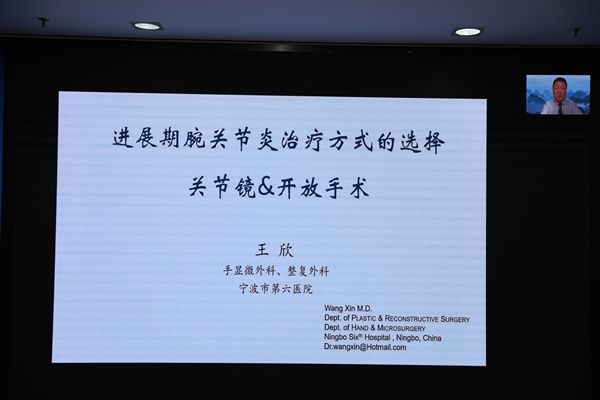 进展期腕关节炎治疗方式的选择
关节镜&开放手术
王 欣
手显微外科、整复外科
宁波市第六医院
Wang Xin M.D.
Dept. of PLASTIC & RECONSTRUCTIVE SURGERY
Dept. of HAND & MICROSURGERY
Ningbo Sixth Hospital , Ningbo, China
Dr.wangxin@Hotmail.com